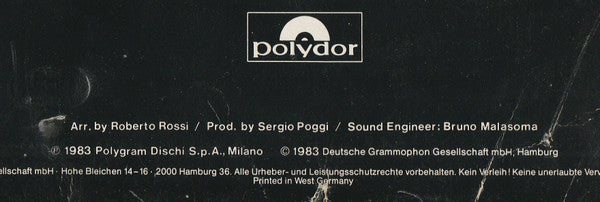 polydor
Arr. by Roberto Rossi / Prod. by Sergio Poggi / Sound Engineer: Bruno Malasoma
℗ 1983 Polygram Dischi S.p.A., Milano © 1983 Deutsche Grammophon Gesellschaft mbH, Hamburg
ellschaft mbH · Hohe Bleichen 14–16 · 2000 Hamburg 36. Alle Urheber- und Leistungsschutzrechte vorbehalten. Kein Verleih! Keine unerlaubte Verv
Printed in West Germany